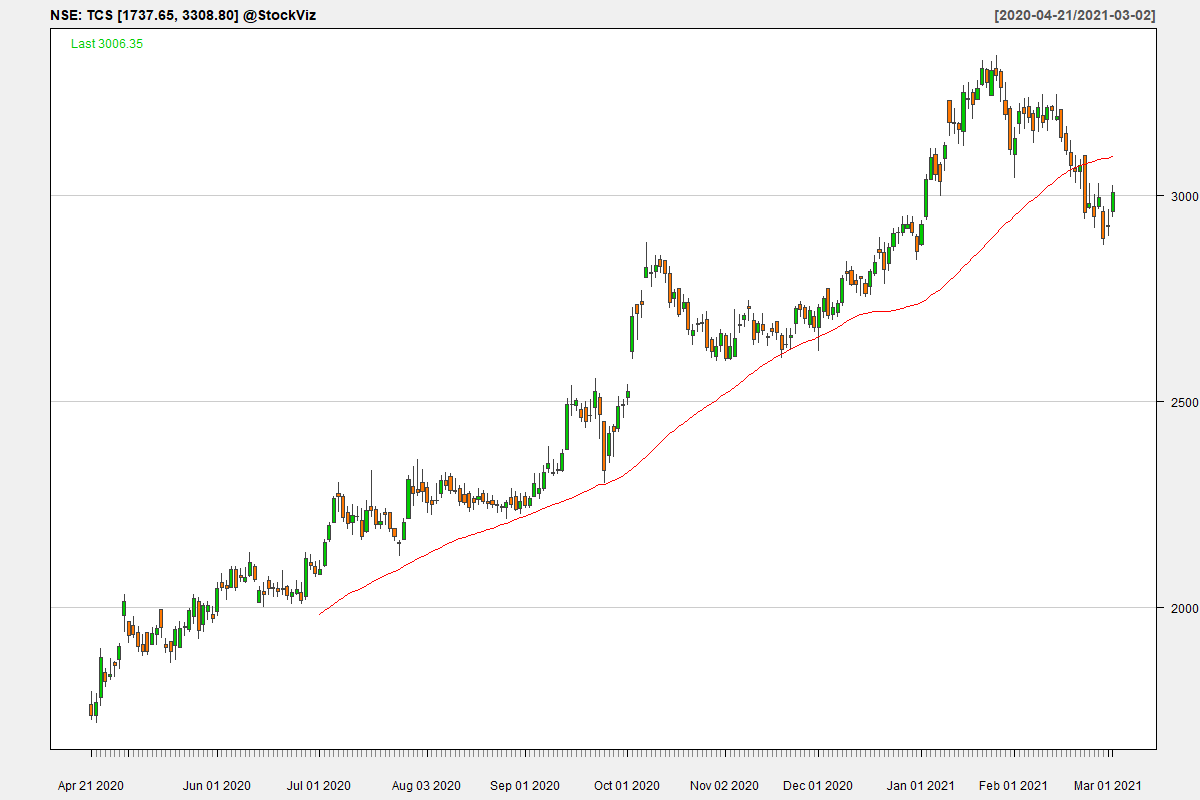 NSE: TCS [1737.65, 3308.80] @StockViz
[2020-04-21/2021-03-02]
Last 3006.35
3000
2500
2000
Apr 21 2020
Jun 01 2020
Jul 01 2020
Aug 03 2020
Sep 01 2020
Oct 01 2020
Nov 02 2020
Dec 01 2020
Jan 01 2021
Feb 01 2021
Mar 01 2021